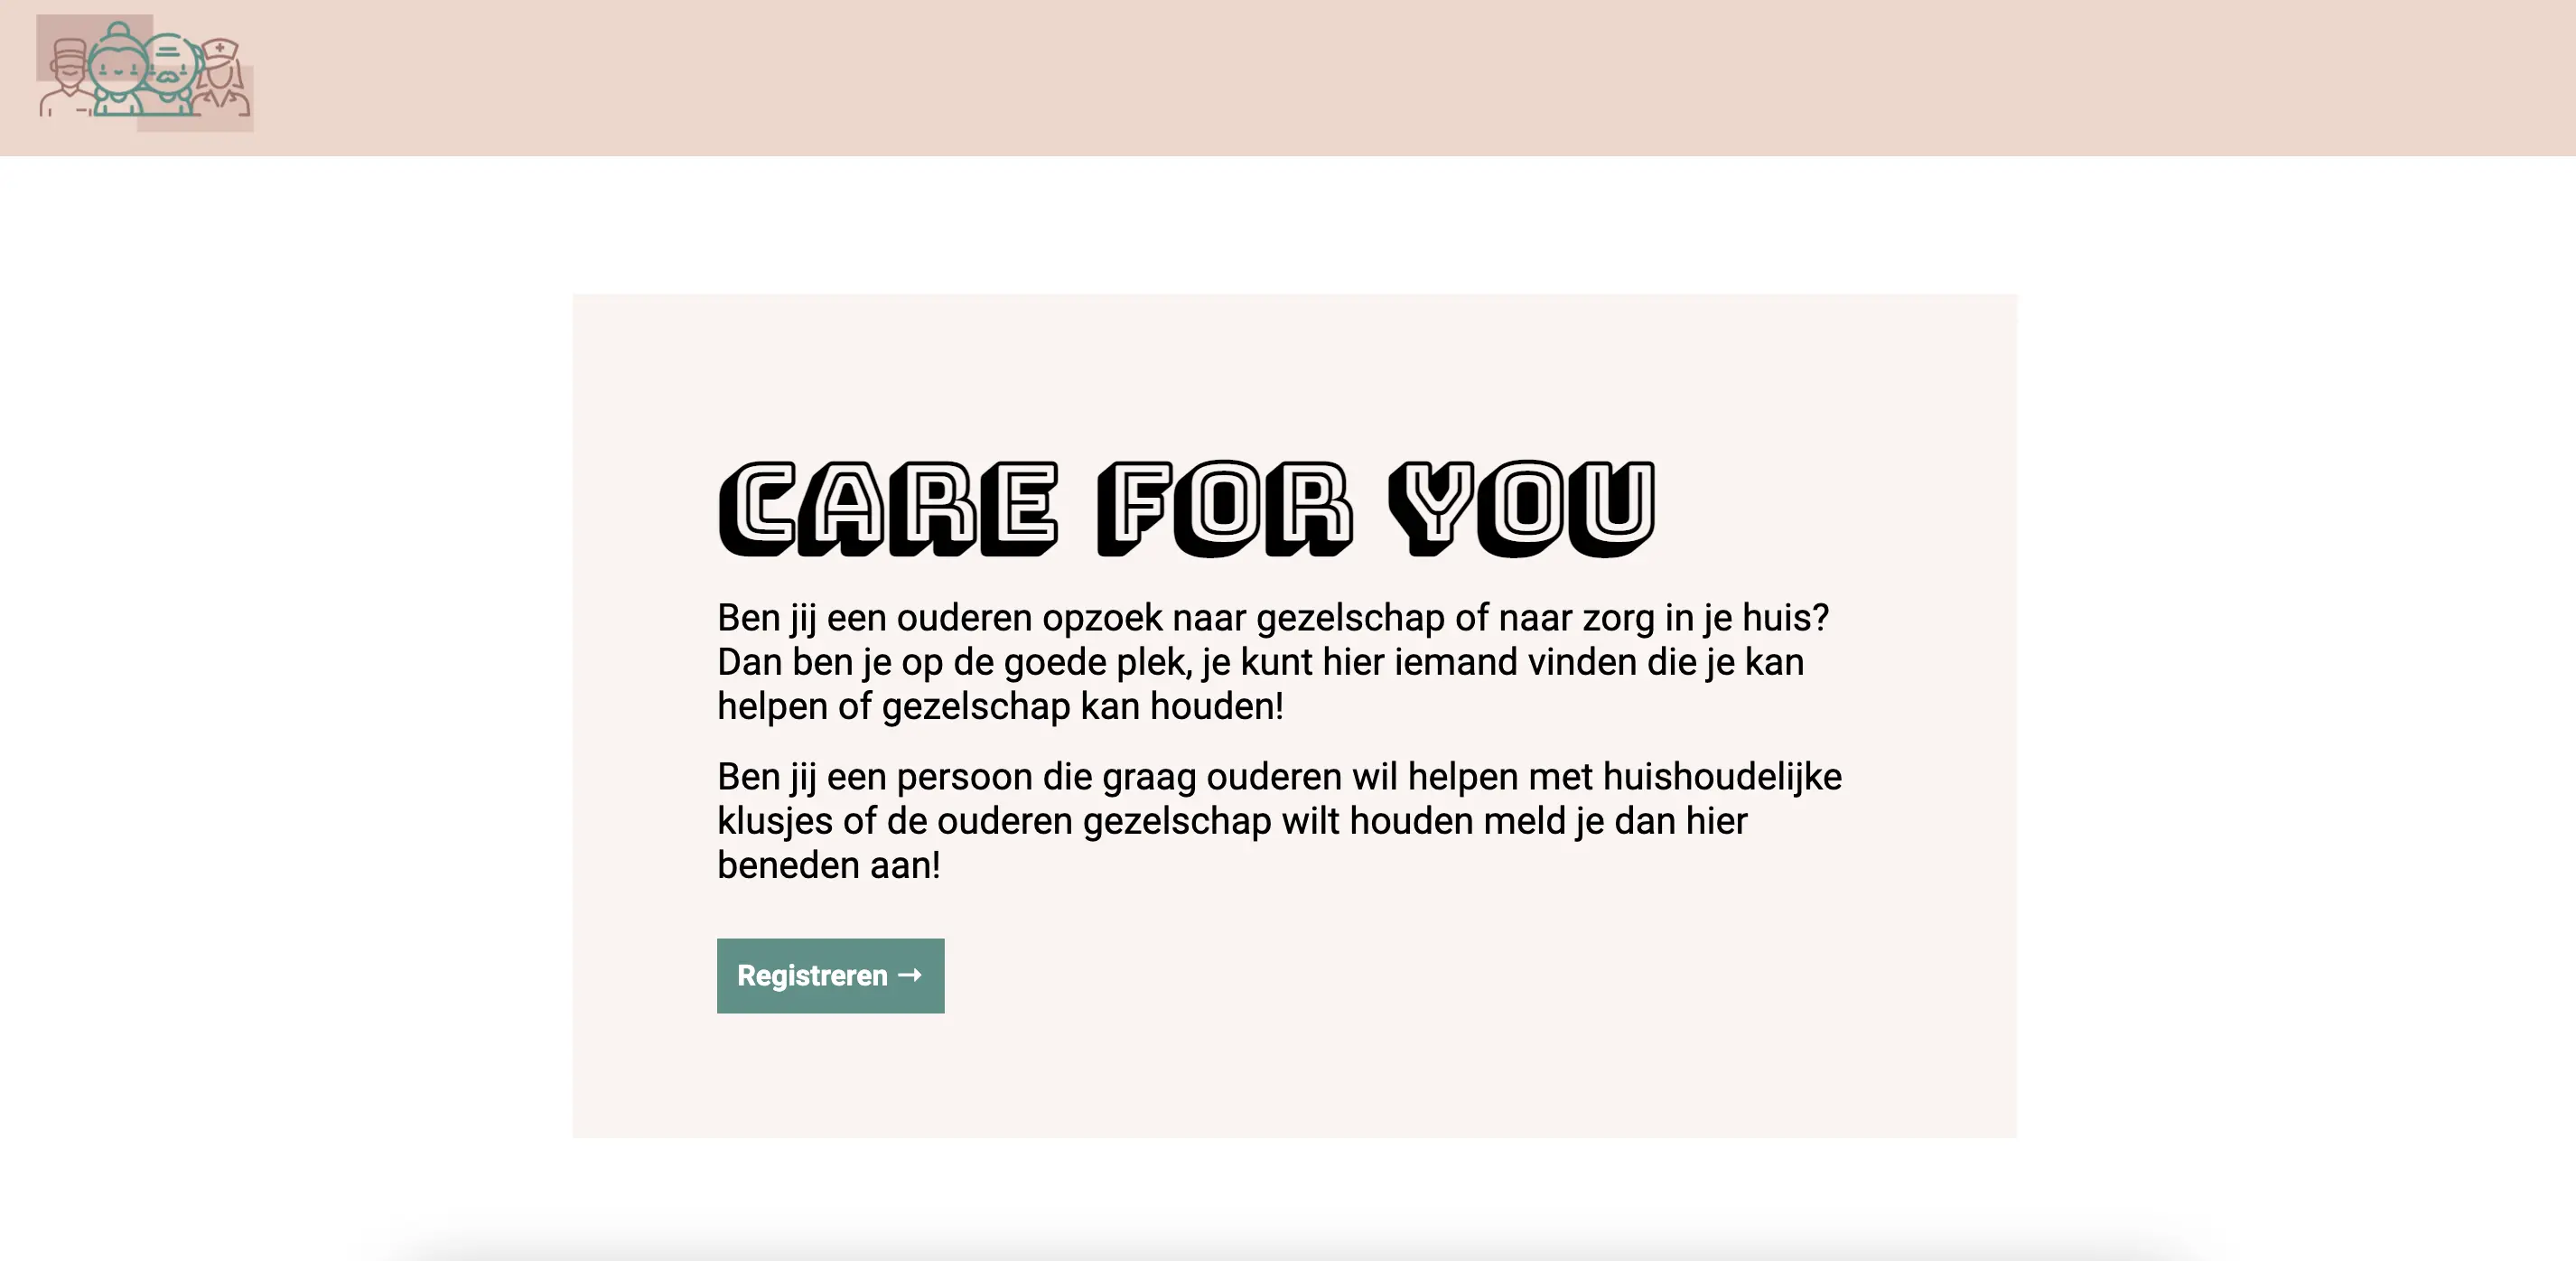 CARE FOR YOU
Ben jij een ouderen opzoek naar gezelschap of naar zorg in je huis?
Dan ben je op de goede plek, je kunt hier iemand vinden die je kan
helpen of gezelschap kan houden!
Ben jij een persoon die graag ouderen wil helpen met huishoudelijke
klusjes of de ouderen gezelschap wilt houden meld je dan hier
beneden aan!
Registreren →